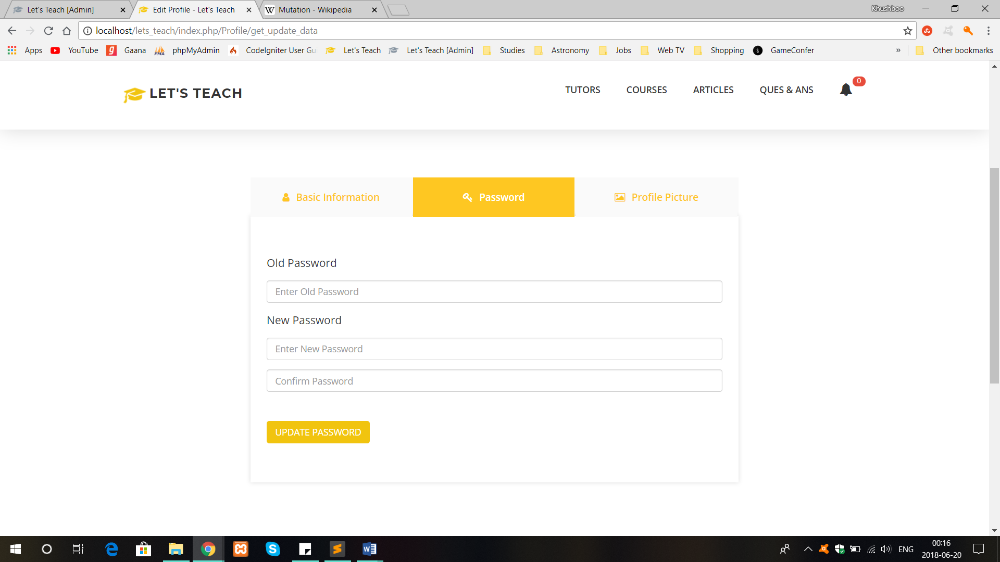 Let's Teach [Admin]
Edit Profile - Let's Teach
W Mutation - Wikipedia
Khushboo
localhost/lets_teach/index.php/Profile/get_update_data
Apps YouTube g Gaana PMA phpMyAdmin CodeIgniter User Gu Let's Teach Let's Teach [Admin] Studies Astronomy Jobs Web TV Shopping GameConfer » Other bookmarks
LET'S TEACH
TUTORS COURSES ARTICLES QUES & ANS 0
Basic Information Password Profile Picture
Old Password
Enter Old Password
New Password
Enter New Password
Confirm Password
UPDATE PASSWORD
ENG
00:16
2018-06-20